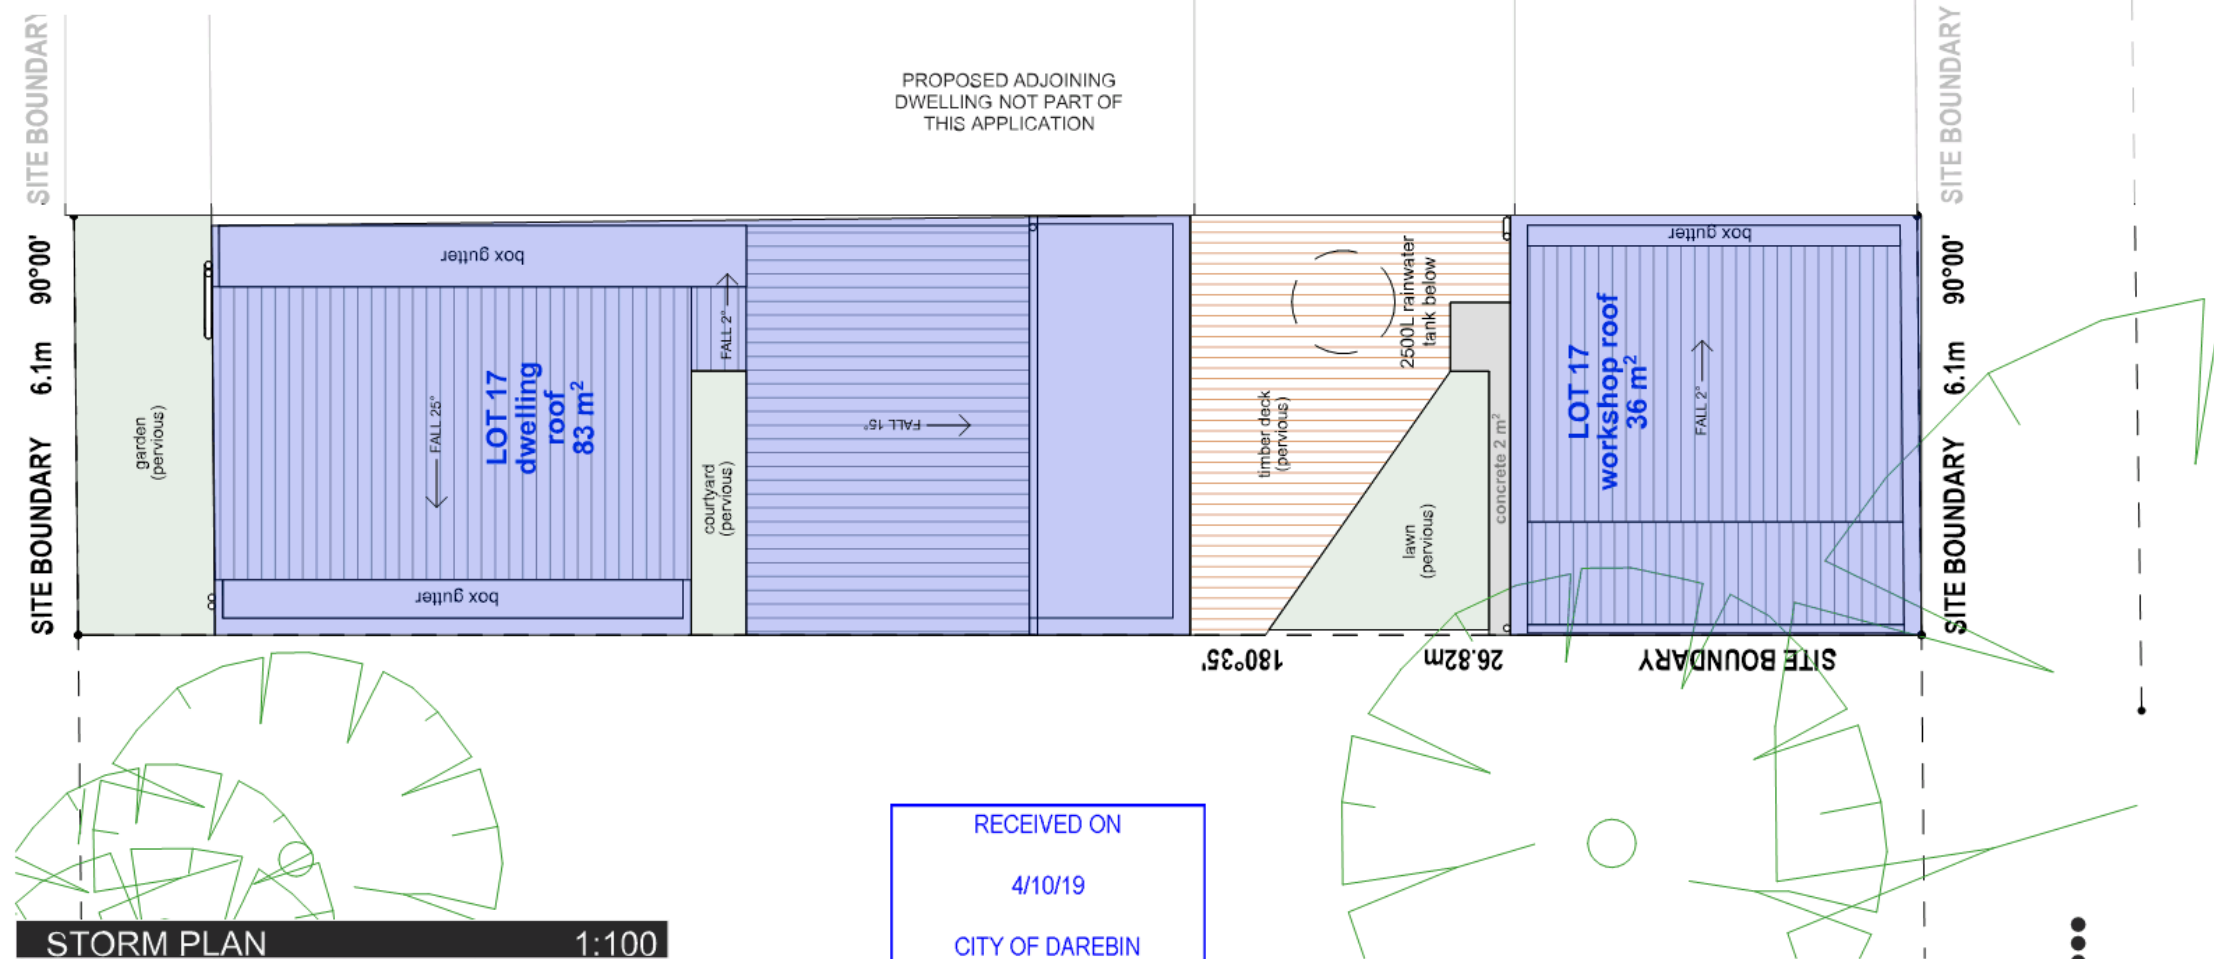 SITE BOUNDARY
PROPOSED ADJOINING
DWELLING NOT PART OF
THIS APPLICATION
SITE BOUNDARY
SITE BOUNDARY 6.1m 90°00'
garden
(pervious)
box gutter
FALL 25°
LOT 17
dwelling
roof
83 m²
box gutter
FALL 2°
courtyard
(pervious)
FALL 15°
timber deck
(pervious)
2500L rainwater
tank below
lawn
(pervious)
concrete 2 m²
box gutter
LOT 17
workshop roof
36 m²
FALL 2°
SITE BOUNDARY 6.1m 90°00'
SITE BOUNDARY 26.82m 180°35'
RECEIVED ON
4/10/19
CITY OF DAREBIN
STORM PLAN 1:100